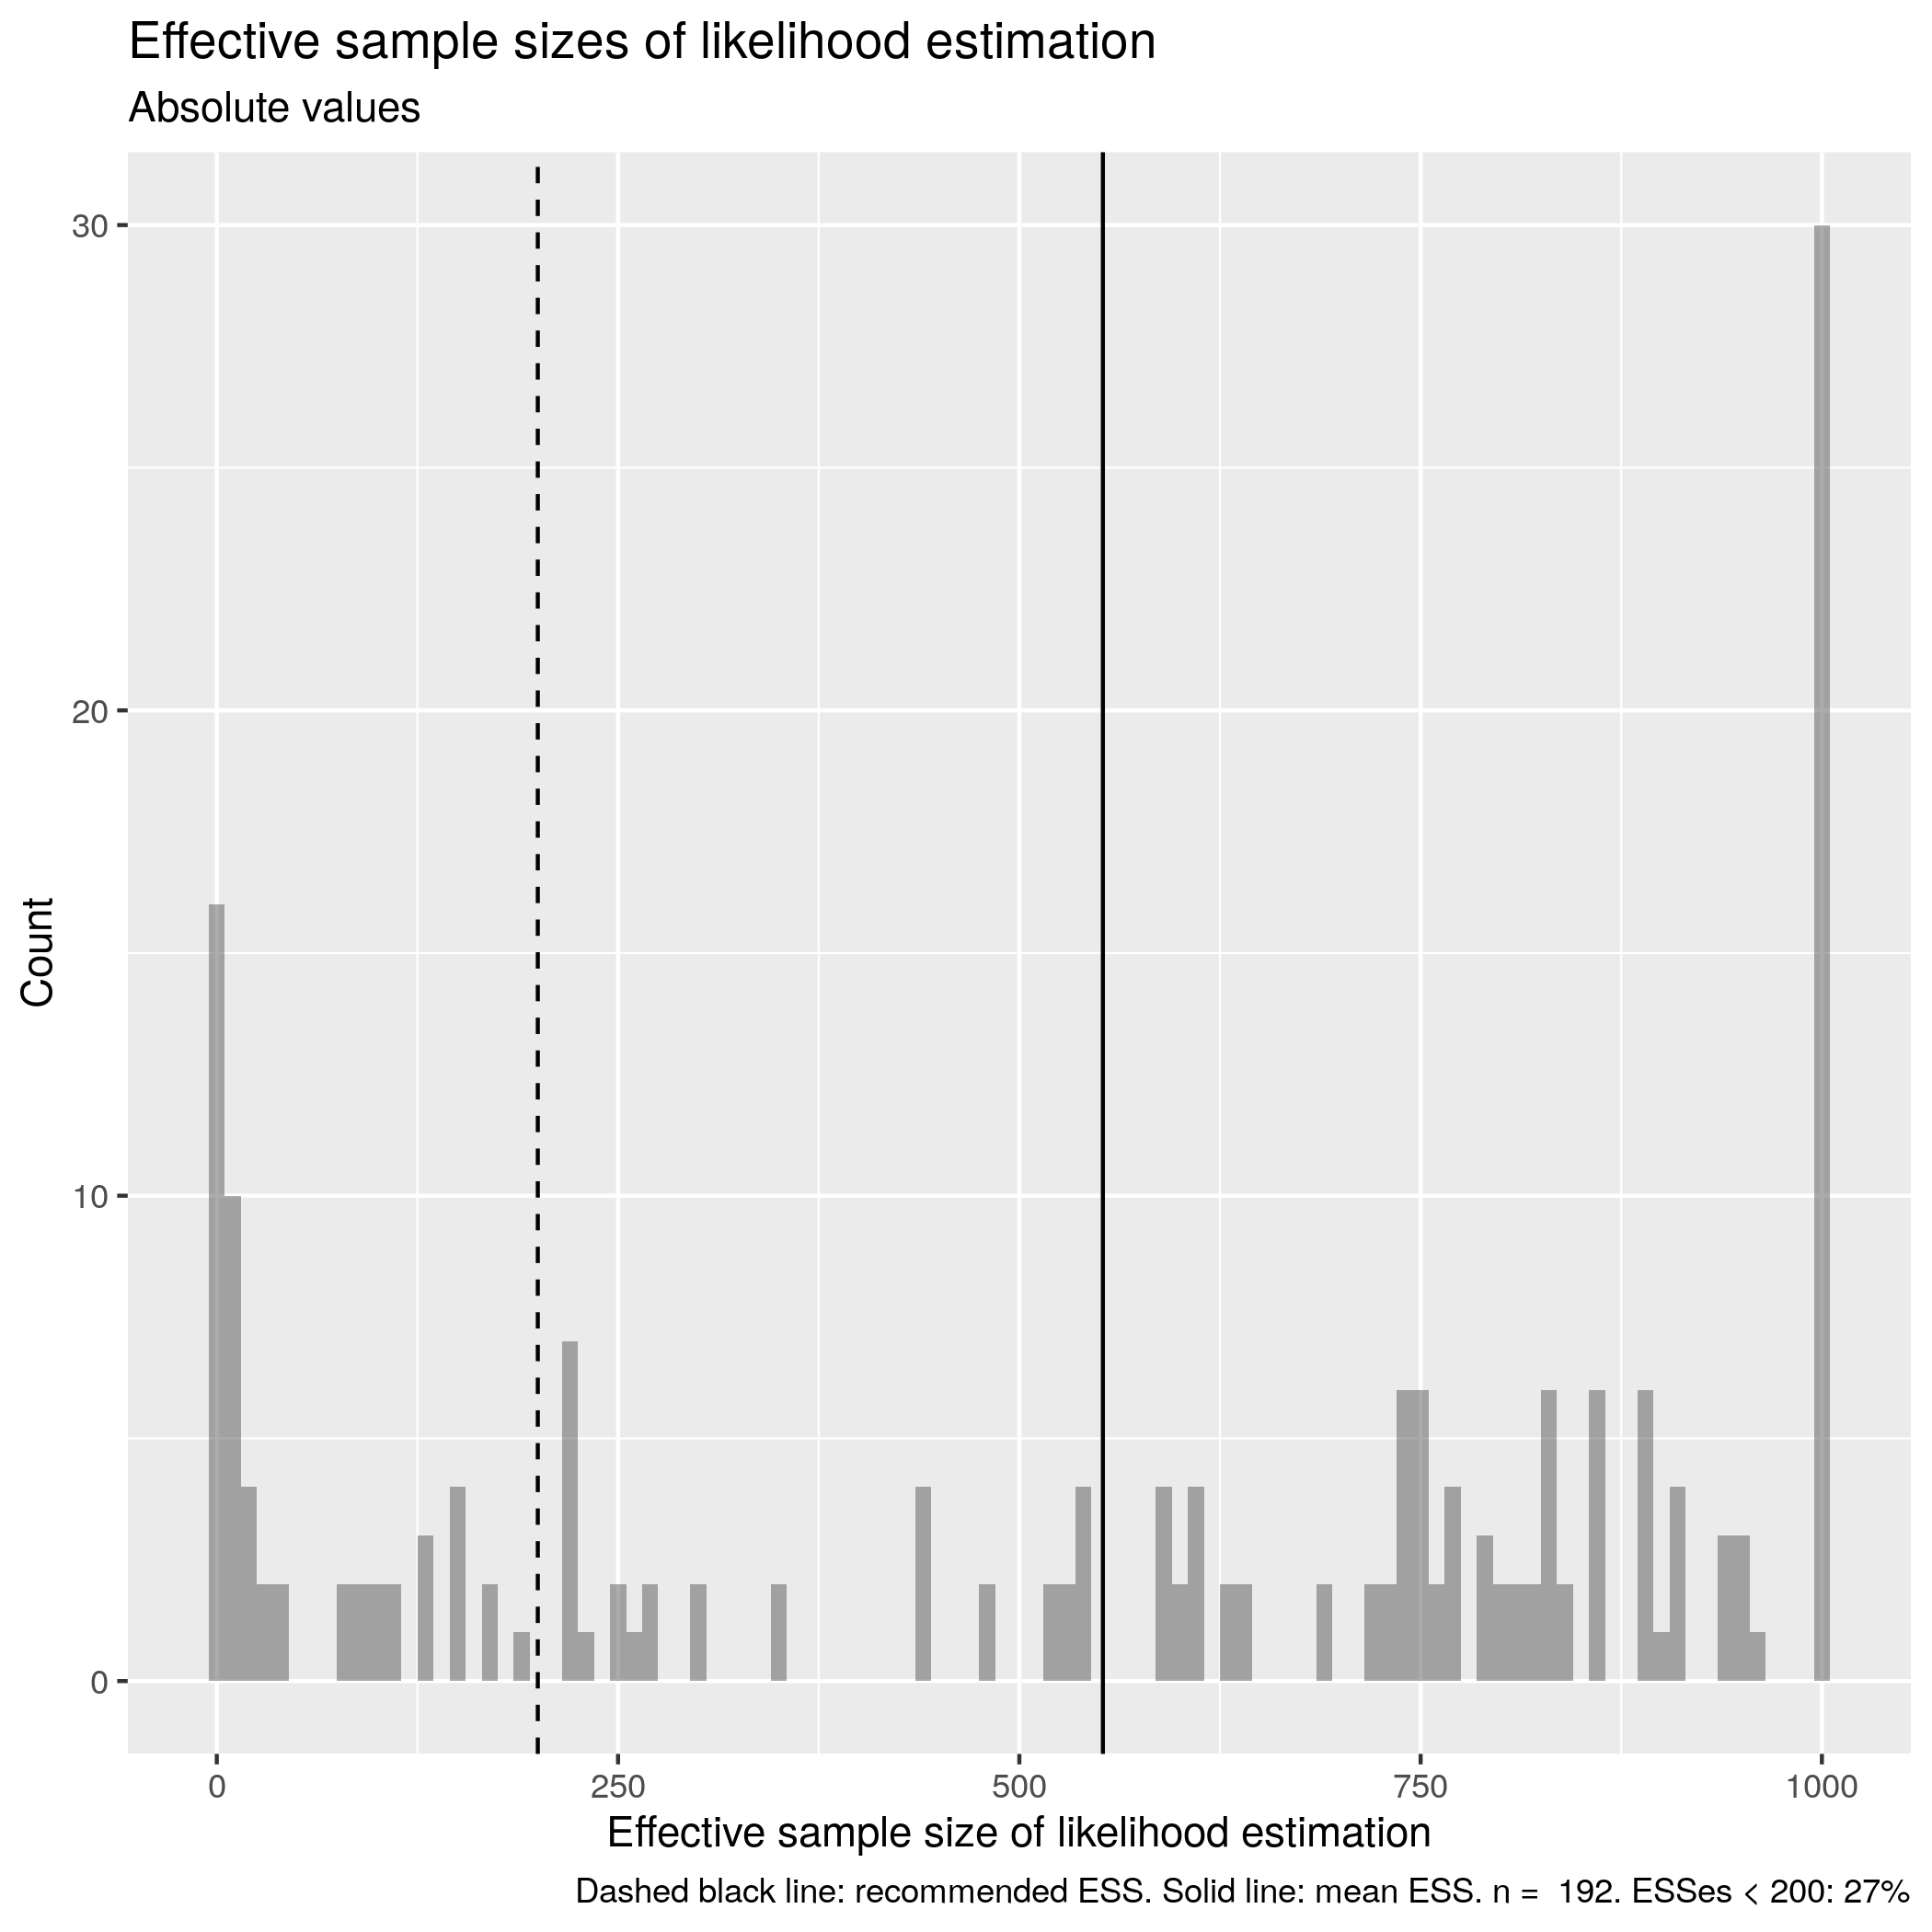 Effective sample sizes of likelihood estimation
Absolute values
30
20
10
0
Count
0 250 500 750 1000
Effective sample size of likelihood estimation
Dashed black line: recommended ESS. Solid line: mean ESS. n =  192. ESSes < 200: 27%